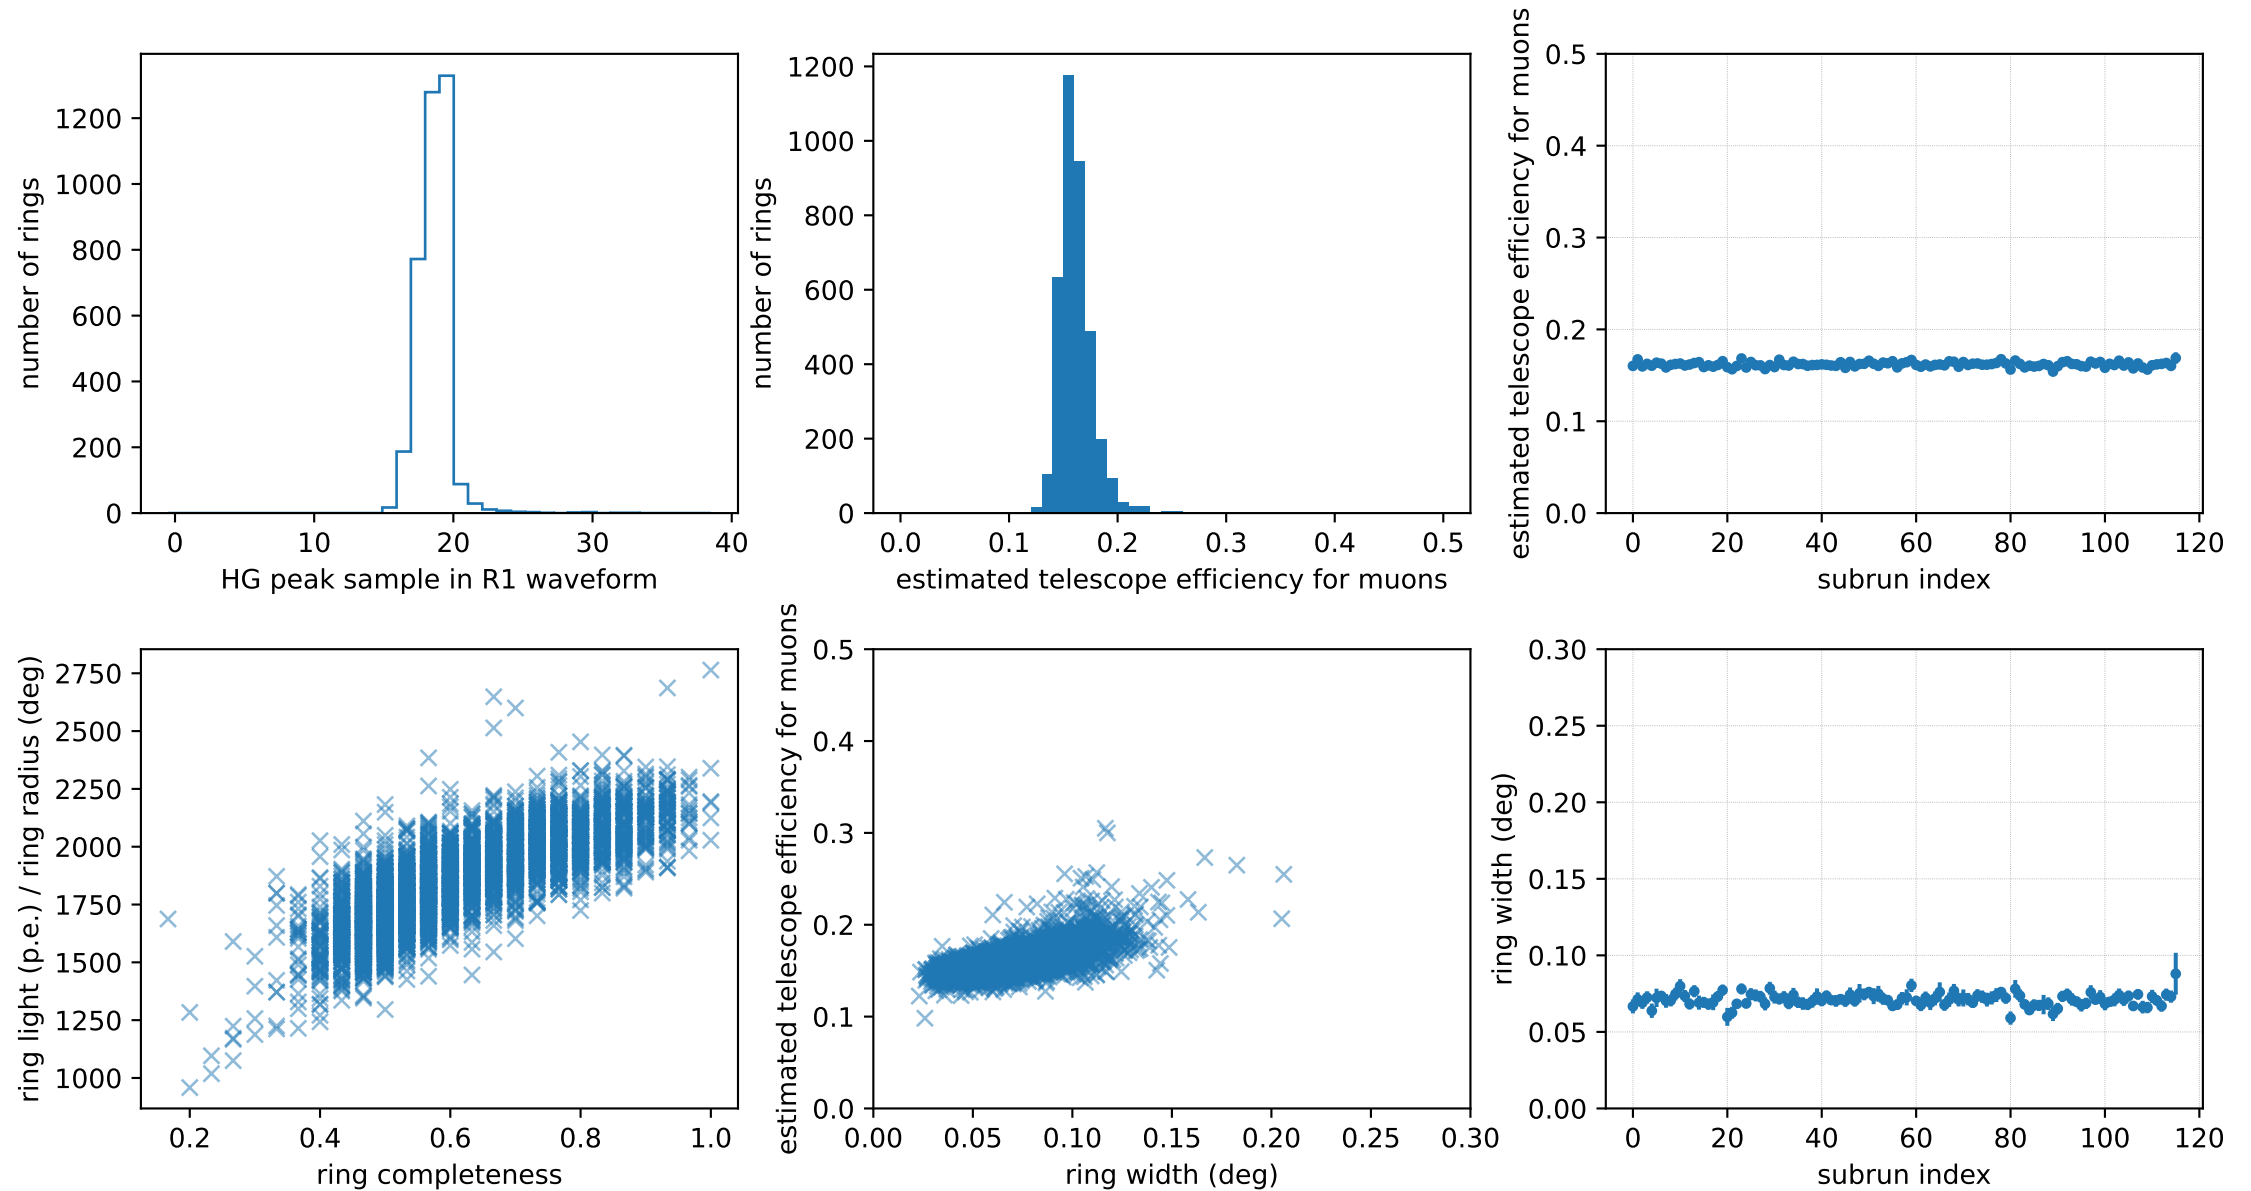 number of rings
1200
1000
800
600
400
200
0
0 10 20 30 40
HG peak sample in R1 waveform
number of rings
1200
1000
800
600
400
200
0
0.0 0.1 0.2 0.3 0.4 0.5
estimated telescope efficiency for muons
estimated telescope efficiency for muons
0.5
0.4
0.3
0.2
0.1
0.0
0 20 40 60 80 100 120
subrun index
ring light (p.e.) / ring radius (deg)
2750
2500
2250
2000
1750
1500
1250
1000
0.2 0.4 0.6 0.8 1.0
ring completeness
estimated telescope efficiency for muons
0.5
0.4
0.3
0.2
0.1
0.0
0.00 0.05 0.10 0.15 0.20 0.25 0.30
ring width (deg)
ring width (deg)
0.30
0.25
0.20
0.15
0.10
0.05
0.00
0 20 40 60 80 100 120
subrun index